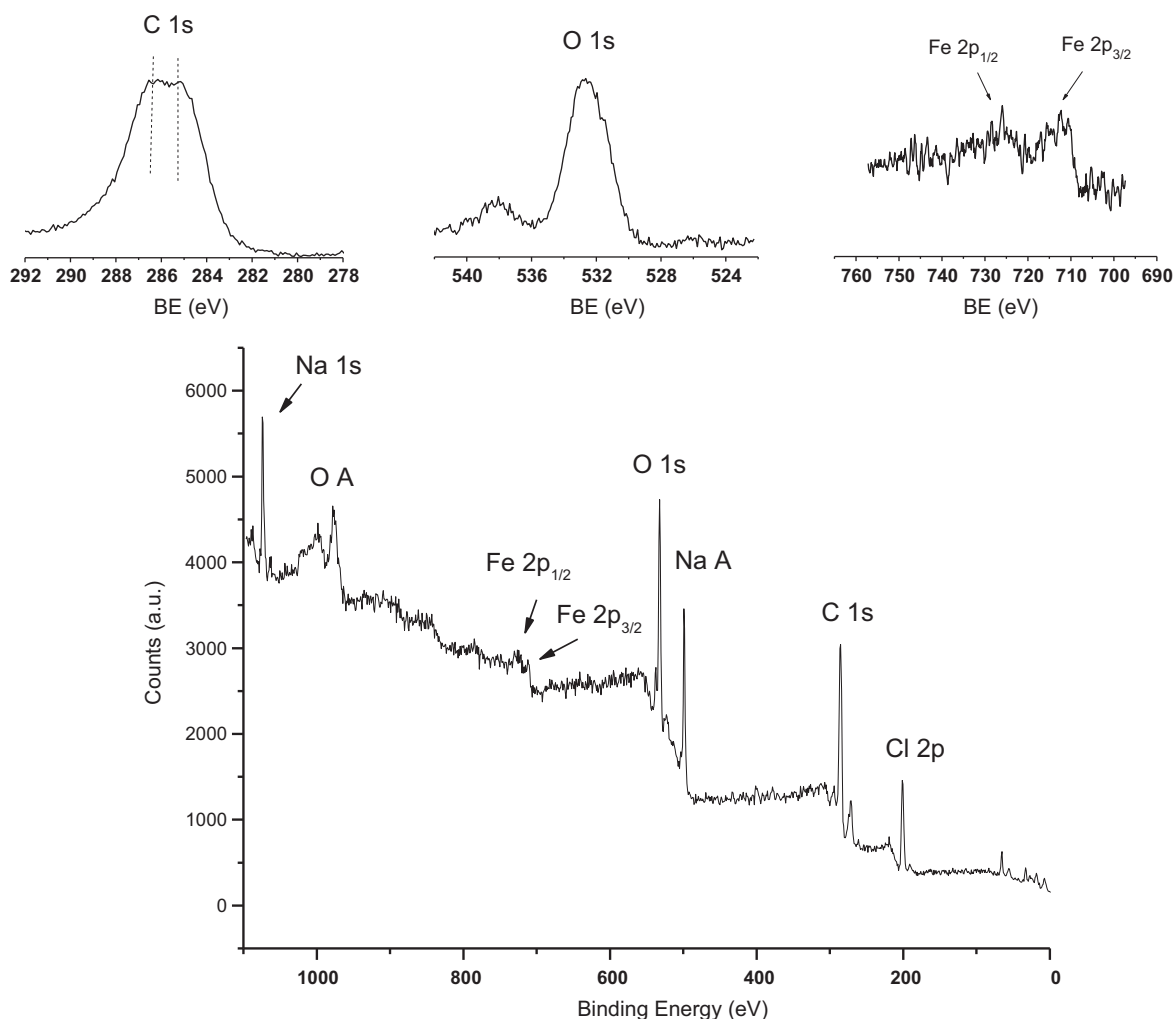 C 1s
292 290 288 286 284 282 280 278
BE (eV)
O 1s
540 536 532 528 524
BE (eV)
Fe 2p1/2
Fe 2p3/2
760 750 740 730 720 710 700 690
BE (eV)
Na 1s
O A
Fe 2p1/2
Fe 2p3/2
O 1s
Na A
C 1s
Cl 2p
6000
5000
4000
3000
2000
1000
0
Counts (a.u.)
1000 800 600 400 200 0
Binding Energy (eV)